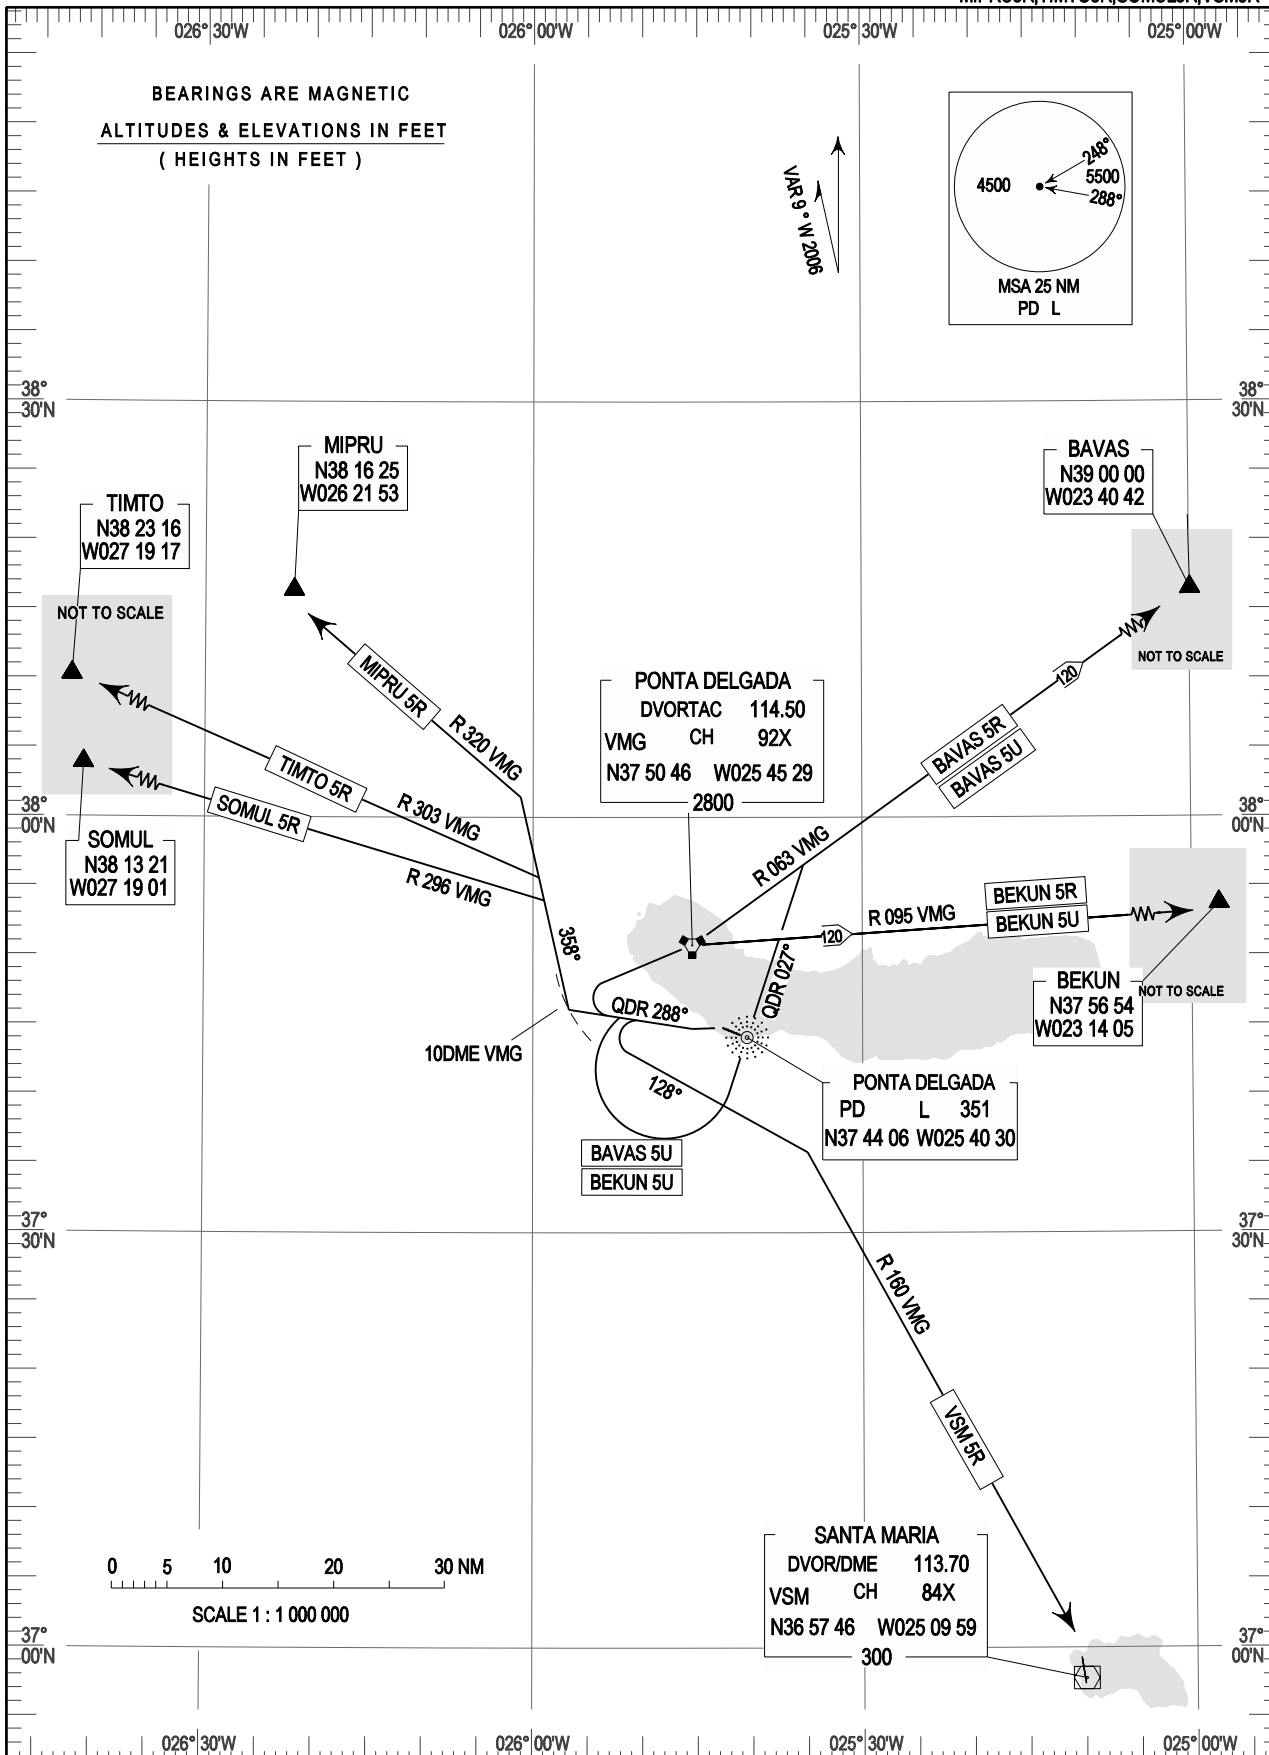 026° 30'W
026° 00'W
025° 30'W
025° 00'W
BEARINGS ARE MAGNETIC
ALTITUDES & ELEVATIONS IN FEET
( HEIGHTS IN FEET )
VAR 9 ° W 2006
248°
4500
5500
288°
MSA 25 NM
PD L
38°
30'N
38°
30'N
MIPRU
N38 16 25
W026 21 53
BAVAS
N39 00 00
W023 40 42
TIMTO
N38 23 16
W027 19 17
NOT TO SCALE
NOT TO SCALE
MIPRU 5R
R 320 VMG
PONTA DELGADA
DVORTAC 114.50
VMG CH 92X
N37 50 46 W025 45 29
2800
120
BAVAS 5R
BAVAS 5U
TIMTO 5R
R 303 VMG
SOMUL 5R
R 296 VMG
38°
00'N
38°
00'N
SOMUL
N38 13 21
W027 19 01
R 063 VMG
BEKUN 5R
BEKUN 5U
R 095 VMG
120
358°
QDR 027°
QDR 288°
BEKUN
N37 56 54
W023 14 05
NOT TO SCALE
10DME VMG
128°
PONTA DELGADA
PD L 351
N37 44 06 W025 40 30
BAVAS 5U
BEKUN 5U
37°
30'N
37°
30'N
R 160 VMG
VSM 5R
SANTA MARIA
DVOR/DME 113.70
VSM CH 84X
N36 57 46 W025 09 59
300
0 5 10 20 30 NM
SCALE 1 : 1 000 000
37°
00'N
37°
00'N
026° 30'W
026° 00'W
025° 30'W
025° 00'W